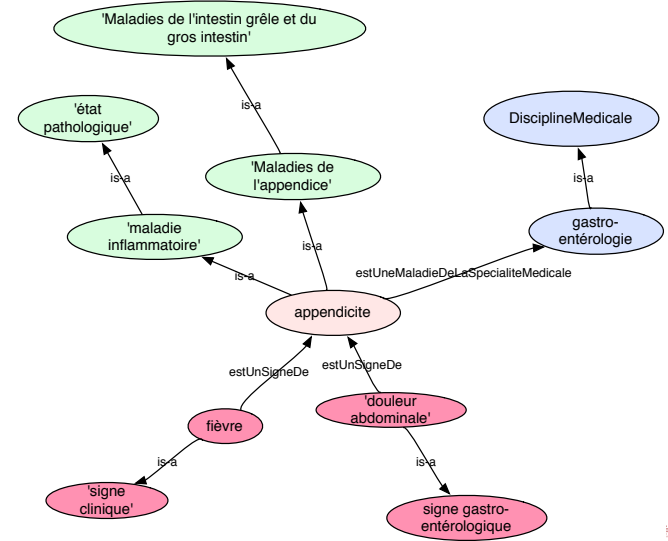 'Maladies de l'intestin grêle et du
gros intestin'
is-a
'état
pathologique'
DisciplineMedicale
is-a
'Maladies de
l'appendice'
is-a
'maladie
inflammatoire'
gastro-
entérologie
is-a
is-a
estUneMaladieDeLaSpecialiteMedicale
appendicite
estUnSigneDe
estUnSigneDe
fièvre
'douleur
abdominale'
is-a
is-a
'signe
clinique'
signe gastro-
entérologique